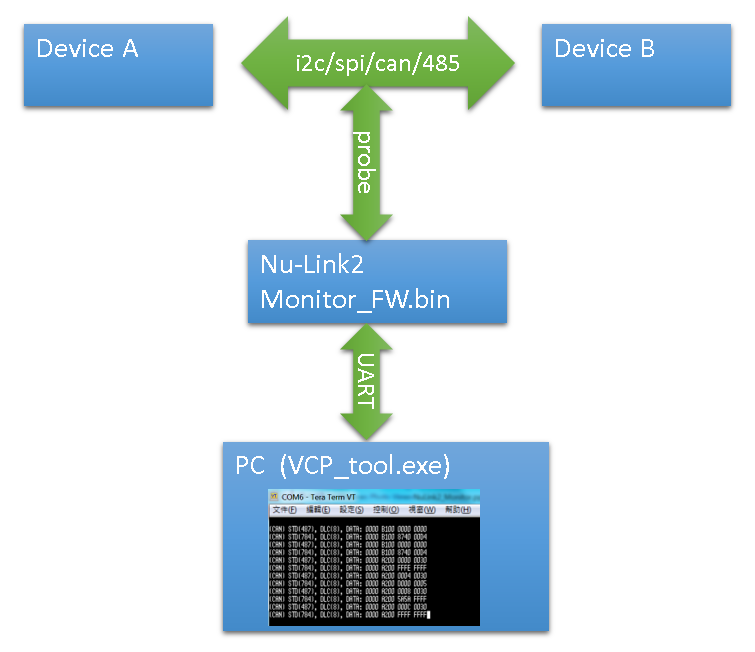 Device A
i2c/spi/can/485
Device B
probe
Nu-Link2
Monitor_FW.bin
UART
PC (VCP_tool.exe)
COM6 - Tera Term VT
文件(F) 編輯(E) 設定(S) 控制(O) 視窗(W) 幫助(H)
(CAN) STD(487), DLC(8), DATA: 0000 B100 0000 0000
(CAN) STD(704), DLC(8), DATA: 0000 B100 8740 0004
(CAN) STD(487), DLC(8), DATA: 0000 B100 0000 0000
(CAN) STD(704), DLC(8), DATA: 0000 B100 8740 0004
(CAN) STD(487), DLC(8), DATA: 0000 A200 0000 0030
(CAN) STD(704), DLC(8), DATA: 0000 A200 FFFE FFFF
(CAN) STD(487), DLC(8), DATA: 0000 A200 0004 0030
(CAN) STD(704), DLC(8), DATA: 0000 A200 0000 0005
(CAN) STD(487), DLC(8), DATA: 0000 A200 0008 0030
(CAN) STD(704), DLC(8), DATA: 0000 A200 5A5A FFFF
(CAN) STD(487), DLC(8), DATA: 0000 A200 000C 0030
(CAN) STD(704), DLC(8), DATA: 0000 A200 FFFF FFFF